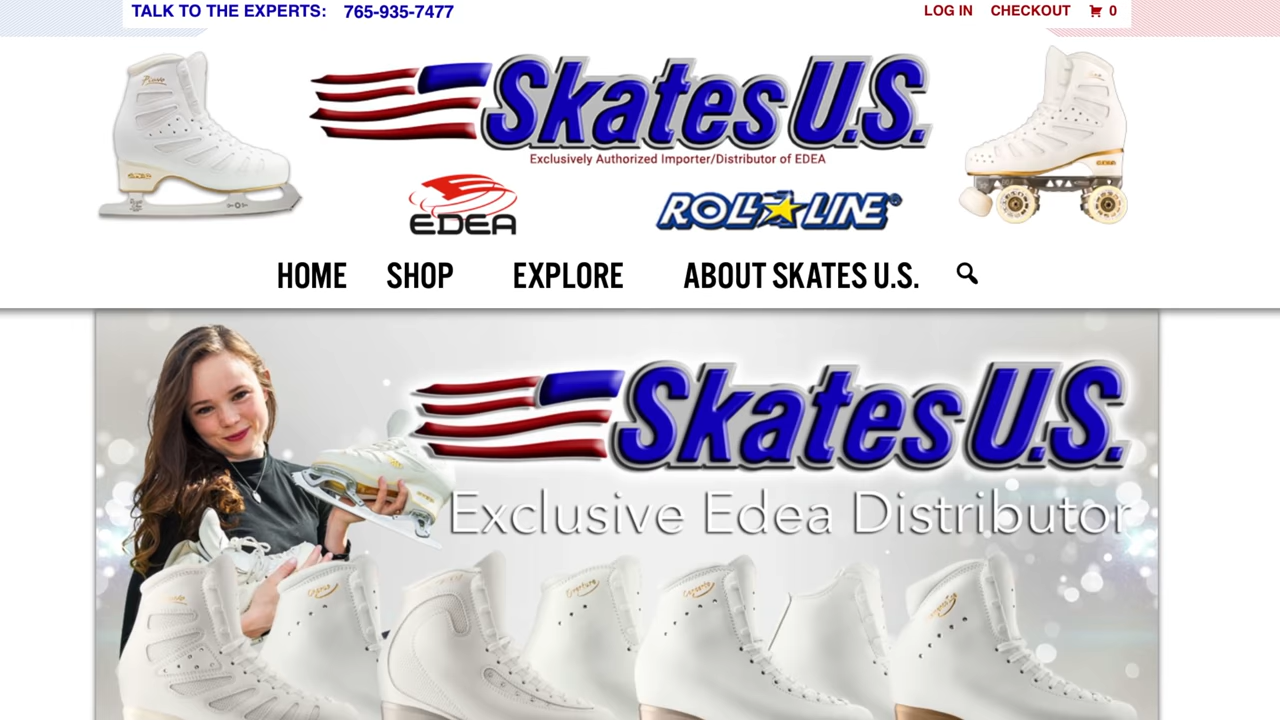 TALK TO THE EXPERTS: 765-935-7477
LOG IN CHECKOUT 0
Skates U.S.
Exclusively Authorized Importer/Distributor of EDEA
EDEA
ROLL LINE®
HOME SHOP EXPLORE ABOUT SKATES U.S.
Skates U.S.
Exclusive Edea Distributor